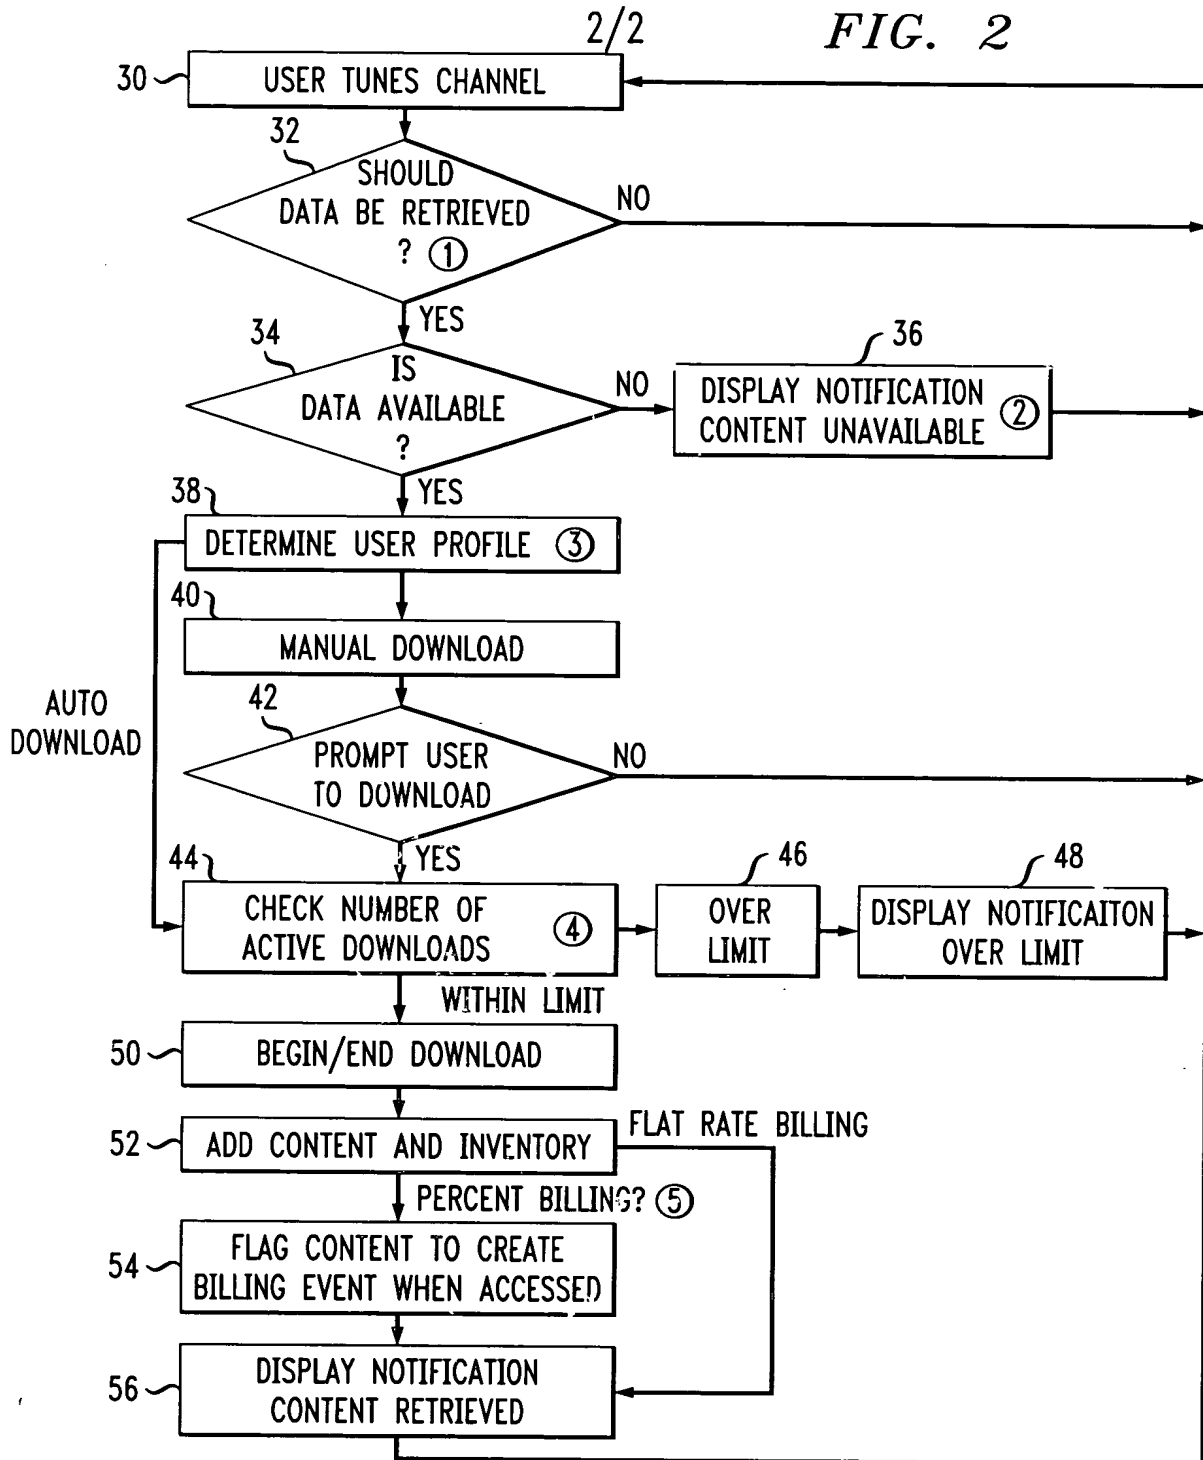 2/2
FIG. 2
30
USER TUNES CHANNEL
32
SHOULD
DATA BE RETRIEVED
? ①
NO
YES
34
IS
DATA AVAILABLE
?
NO
36
DISPLAY NOTIFICATION
CONTENT UNAVAILABLE ②
YES
38
DETERMINE USER PROFILE ③
40
MANUAL DOWNLOAD
AUTO
DOWNLOAD
42
PROMPT USER
TO DOWNLOAD
NO
YES
44
CHECK NUMBER OF
ACTIVE DOWNLOADS ④
46
OVER
LIMIT
48
DISPLAY NOTIFICAITON
OVER LIMIT
WITHIN LIMIT
50
BEGIN/END DOWNLOAD
52
ADD CONTENT AND INVENTORY
FLAT RATE BILLING
PERCENT BILLING? ⑤
54
FLAG CONTENT TO CREATE
BILLING EVENT WHEN ACCESSED
56
DISPLAY NOTIFICATION
CONTENT RETRIEVED